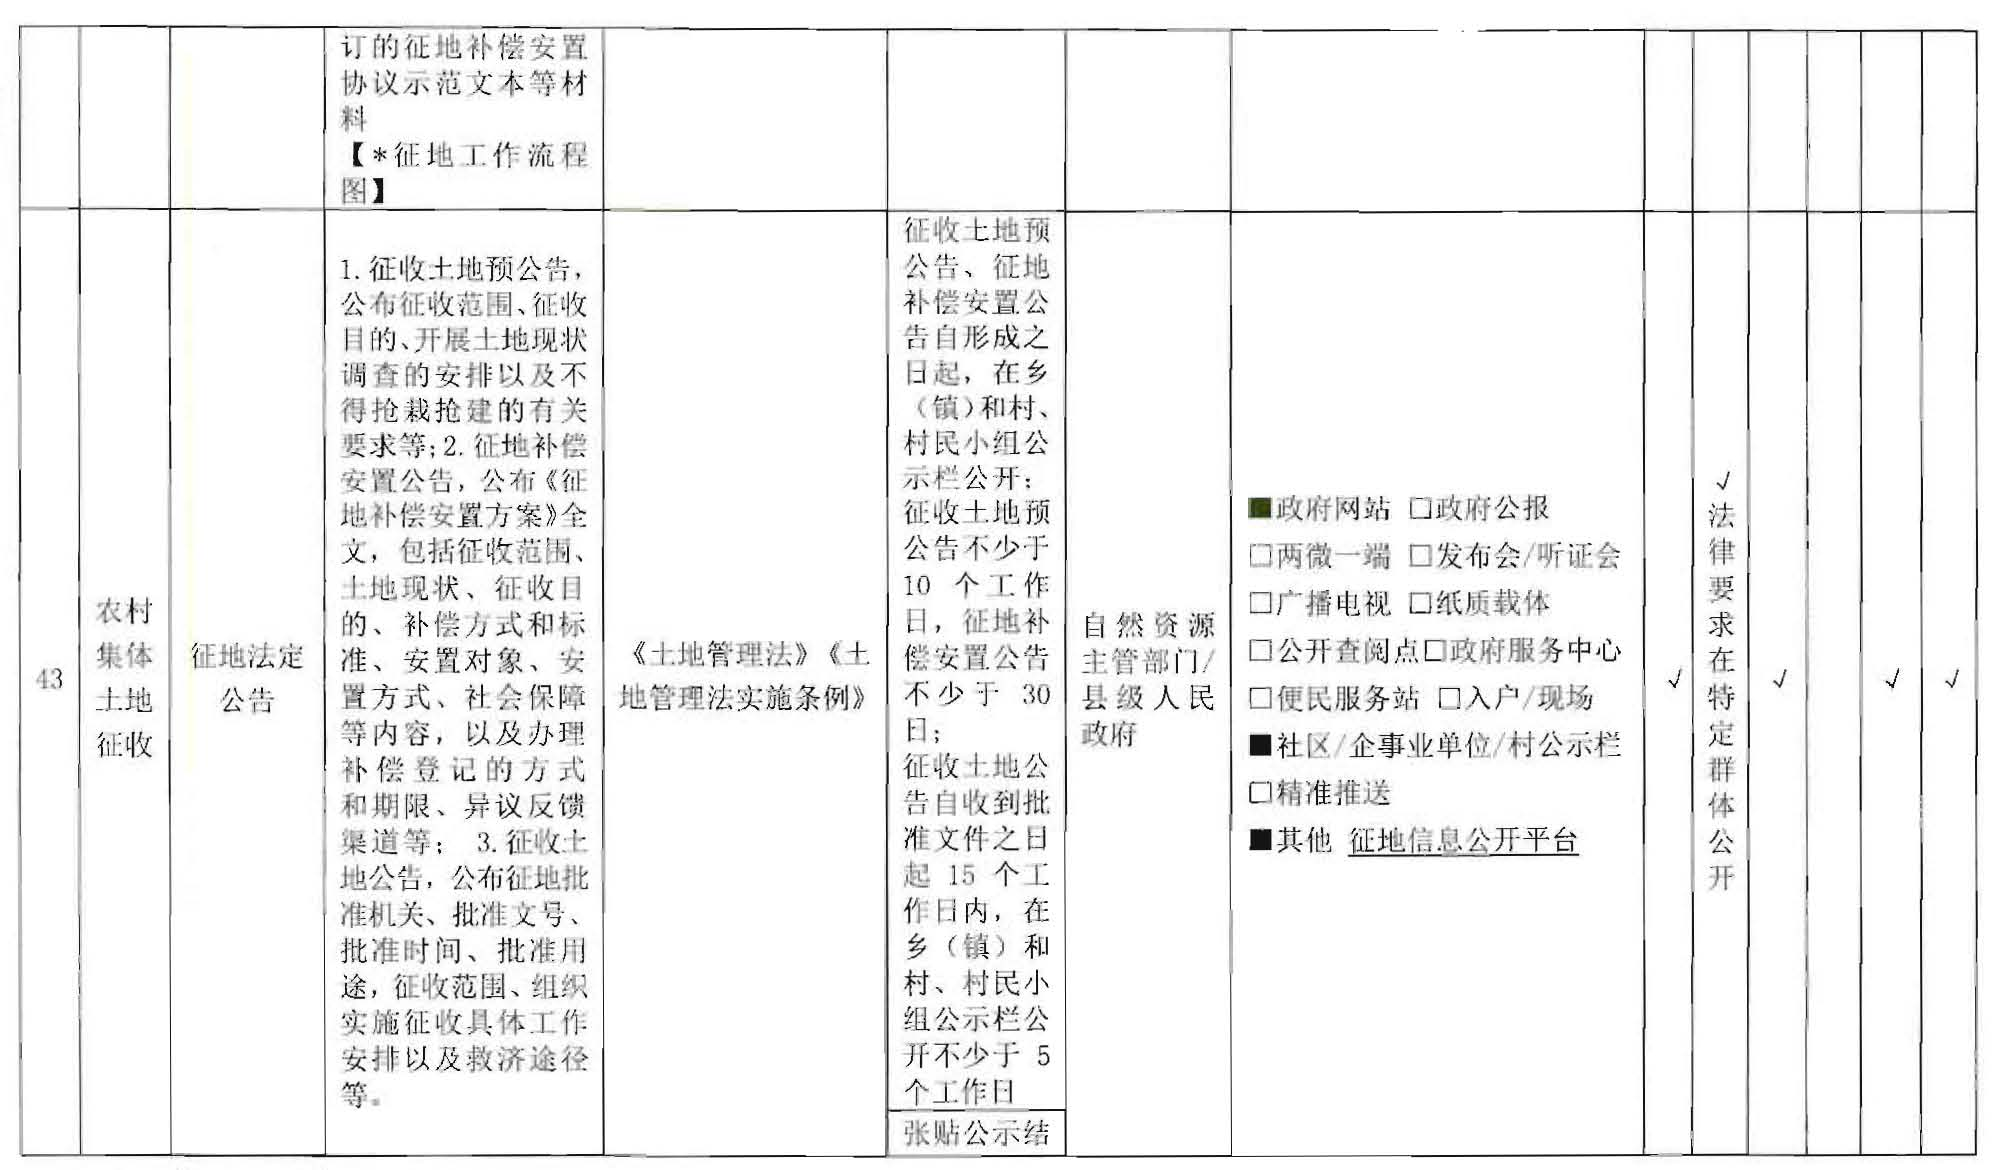 订的征地补偿安置
协议示范文本等材
料
【*征地工作流程
图】
43
农村
集体
土地
征收
征地法定
公告
1.征收土地预公告，
公布征收范围、征收
目的、开展土地现状
调查的安排以及不
得抢栽抢建的有关
要求等；2.征地补偿
安置公告，公布《征
地补偿安置方案》全
文，包括征收范围、
土地现状、征收目
的、补偿方式和标
准、安置对象、安
置方式、社会保障
等内容，以及办理
补偿登记的方式
和期限、异议反馈
渠道等； 3.征收土
地公告，公布征地批
准机关、批准文号、
批准时间、批准用
途，征收范围、组织
实施征收具体工作
安排以及救济途径
等。
《土地管理法》《土
地管理法实施条例》
征收土地预
公告、征地
补偿安置公
告自形成之
日起，在乡
（镇）和村、
村民小组公
示栏公开；
征收土地预
公告不少于
10 个工作
日，征地补
偿安置公告
不少于 30
日；
征收土地公
告自收到批
准文件之日
起 15 个工
作日内，在
乡（镇）和
村、村民小
组公示栏公
开不少于 5
个工作日
张贴公示结
自然资源
主管部门/
县级人民
政府
■政府网站 □政府公报
□两微一端 □发布会/听证会
□广播电视 □纸质载体
□公开查阅点□政府服务中心
□便民服务站 □入户/现场
■社区/企事业单位/村公示栏
□精准推送
■其他 征地信息公开平台
√
√
法
律
要
求
在
特
定
群
体
公
开
√
√
√